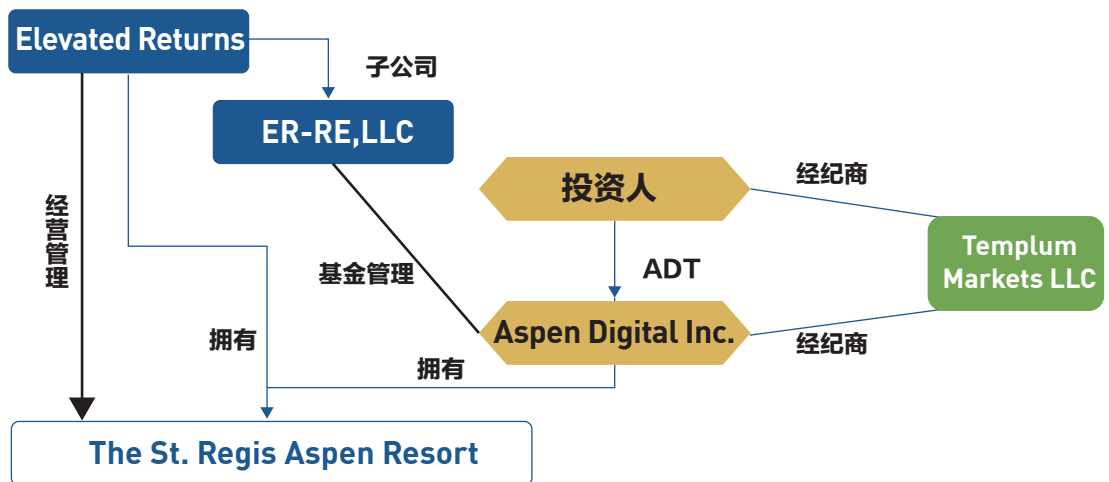 Elevated Returns
子公司
ER-RE,LLC
投资人
经纪商
经营管理
Templum
Markets LLC
基金管理
ADT
Aspen Digital Inc.
经纪商
拥有
拥有
The St. Regis Aspen Resort